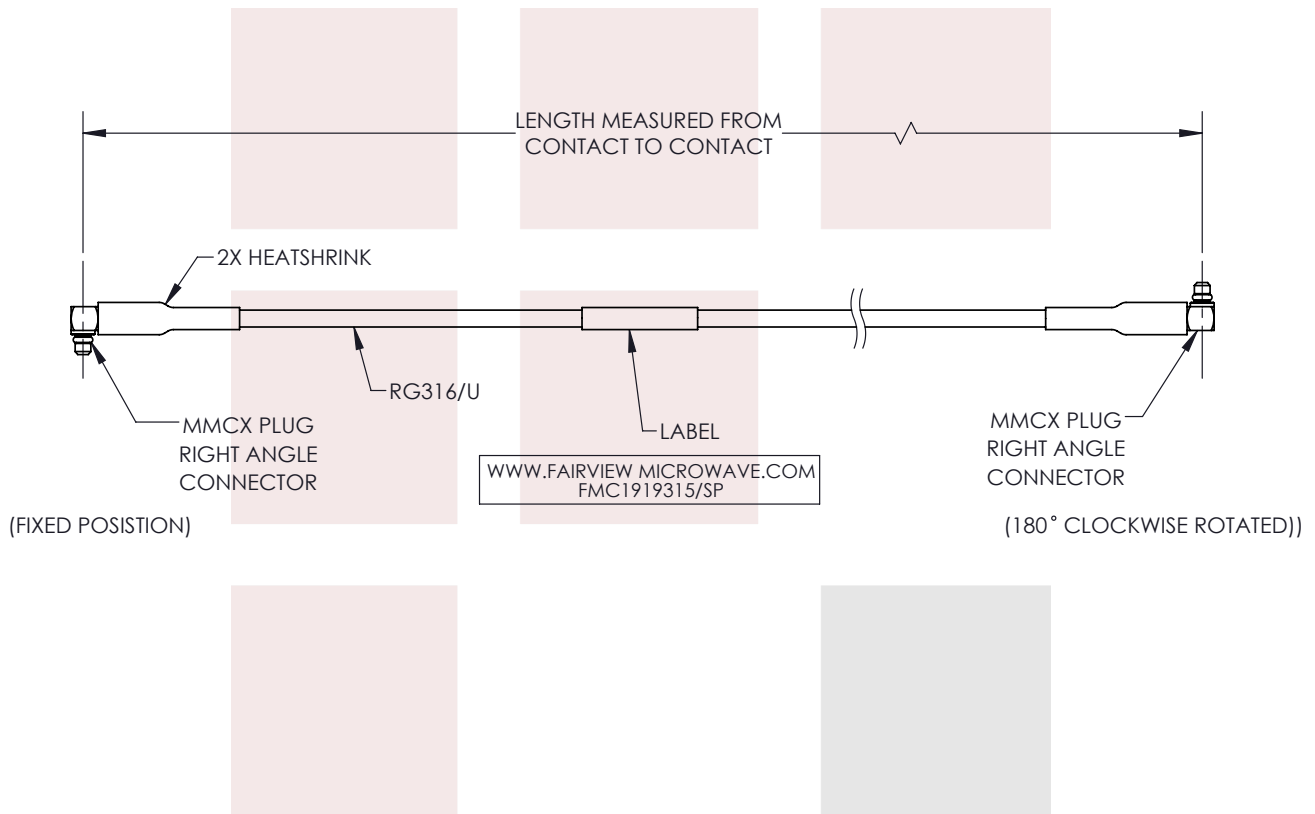 LENGTH MEASURED FROM
CONTACT TO CONTACT
2X HEATSHRINK
RG316/U
MMCX PLUG
RIGHT ANGLE
CONNECTOR
(FIXED POSISTION)
LABEL
WWW.FAIRVIEW MICROWAVE.COM
FMC1919315/SP
MMCX PLUG
RIGHT ANGLE
CONNECTOR
(180° CLOCKWISE ROTATED))